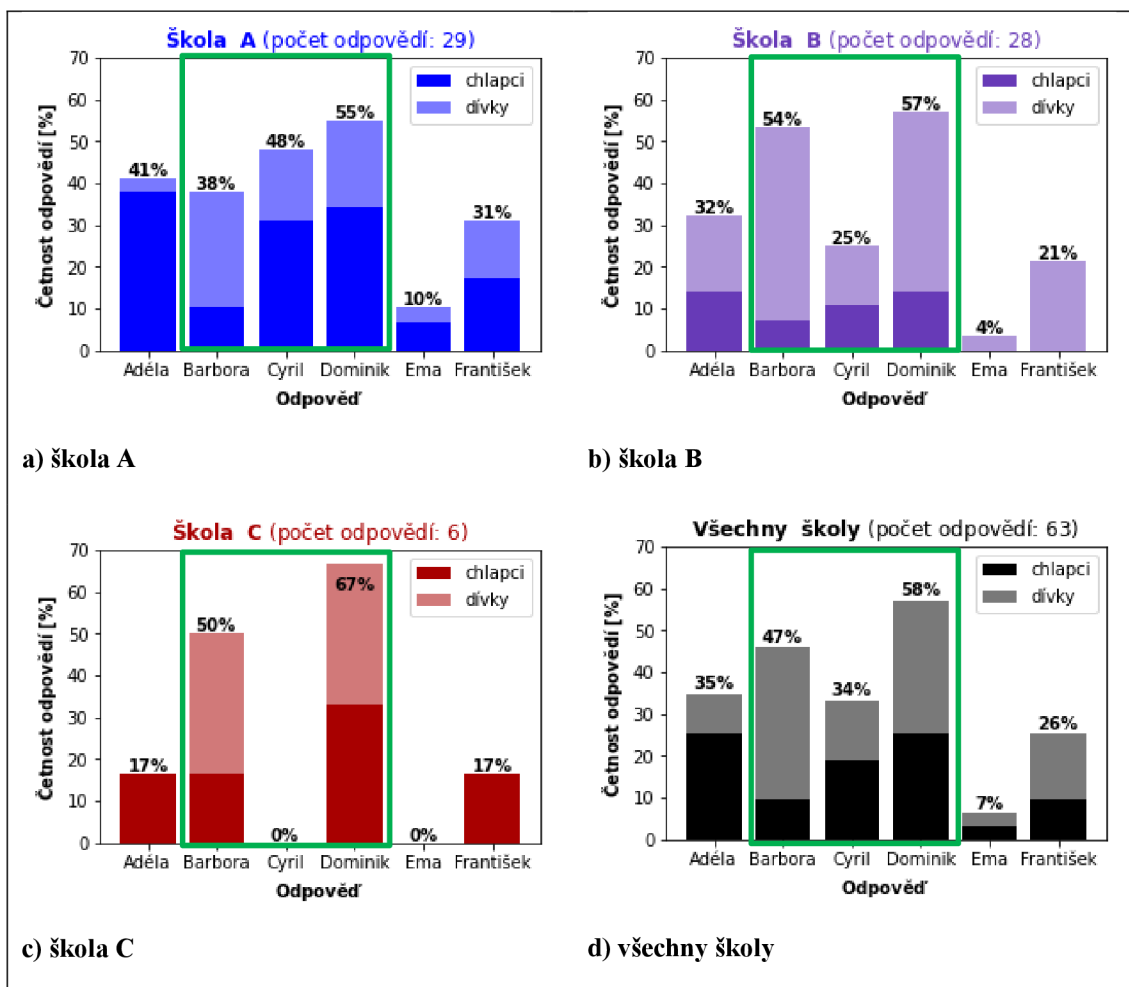 Škola A (počet odpovědí: 29)
70
60
50
40
30
20
10
0
Četnost odpovědí [%]
41%
38%
48%
55%
10%
31%
chlapci
dívky
Adéla Barbora Cyril Dominik Ema František
Odpověď
a) škola A
Škola B (počet odpovědí: 28)
70
60
50
40
30
20
10
0
Četnost odpovědí [%]
32%
54%
25%
57%
4%
21%
chlapci
dívky
Adéla Barbora Cyril Dominik Ema František
Odpověď
b) škola B
Škola C (počet odpovědí: 6)
70
60
50
40
30
20
10
0
Četnost odpovědí [%]
17%
50%
0%
67%
0%
17%
chlapci
dívky
Adéla Barbora Cyril Dominik Ema František
Odpověď
c) škola C
Všechny školy (počet odpovědí: 63)
70
60
50
40
30
20
10
0
Četnost odpovědí [%]
35%
47%
34%
58%
7%
26%
chlapci
dívky
Adéla Barbora Cyril Dominik Ema František
Odpověď
d) všechny školy